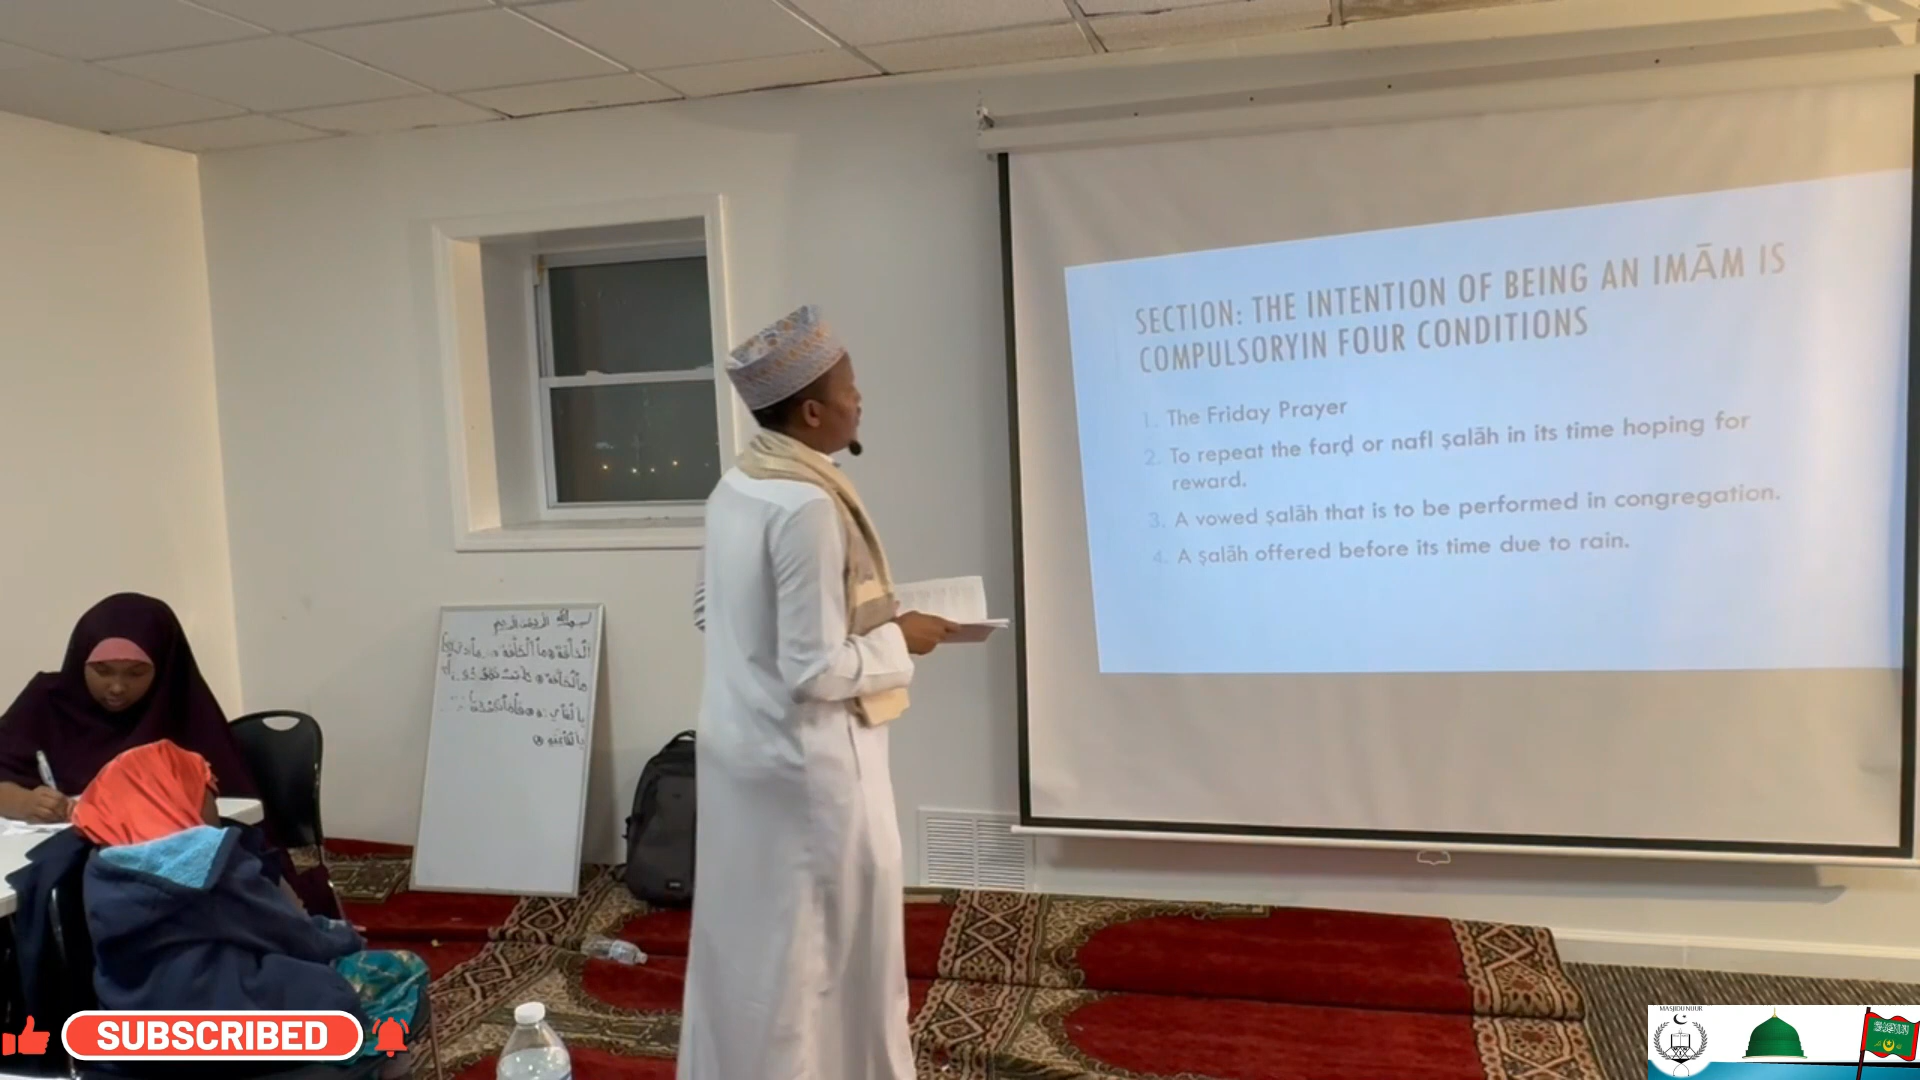 SECTION: THE INTENTION OF BEING AN IMĀM IS
COMPULSORYIN FOUR CONDITIONS
1. The Friday Prayer
2. To repeat the farḍ or nafl ṣalāh in its time hoping for
reward.
3. A vowed ṣalāh that is to be performed in congregation.
4. A ṣalāh offered before its time due to rain.
SUBSCRIBED
MASJIDU NUUR